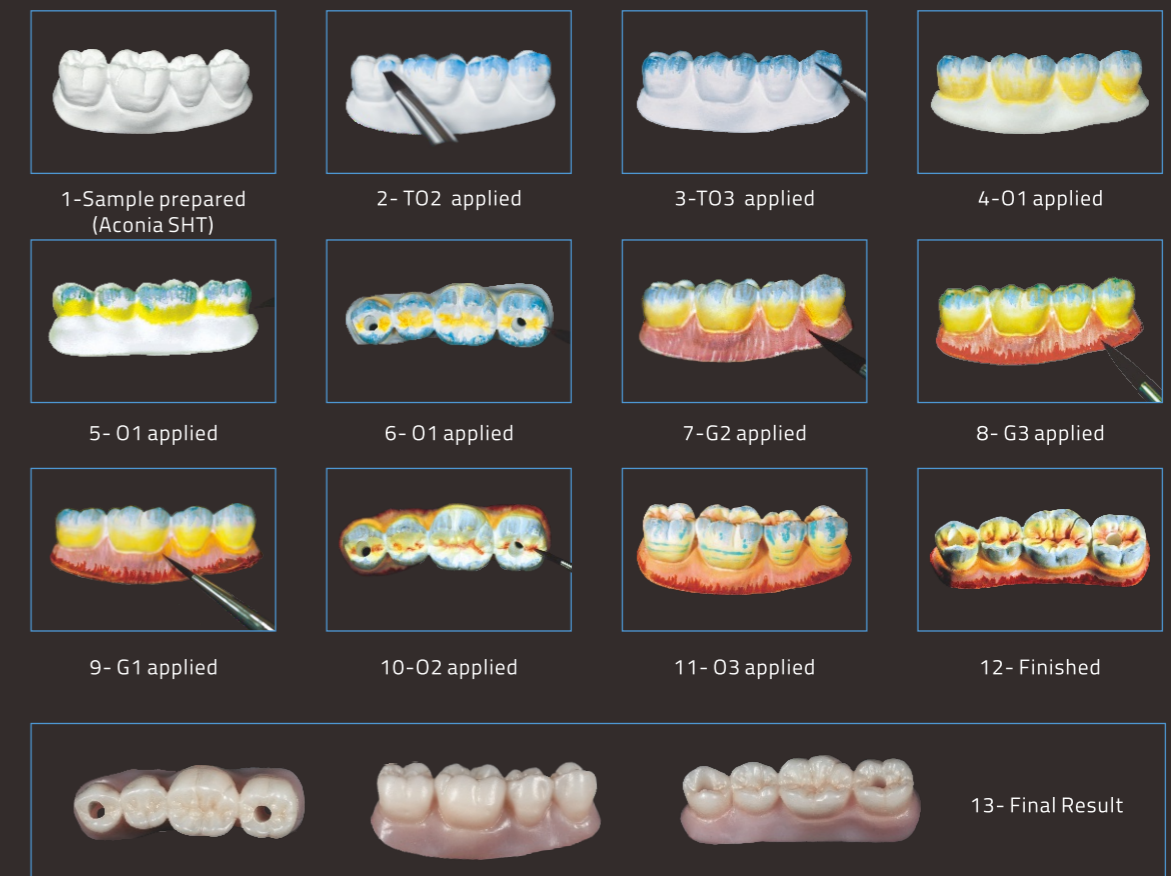 1-Sample prepared
(Aconia SHT)
2- TO2 applied
3-TO3 applied
4-O1 applied
5- O1 applied
6- O1 applied
7-G2 applied
8- G3 applied
9- G1 applied
10-O2 applied
11- O3 applied
12- Finished
13- Final Result